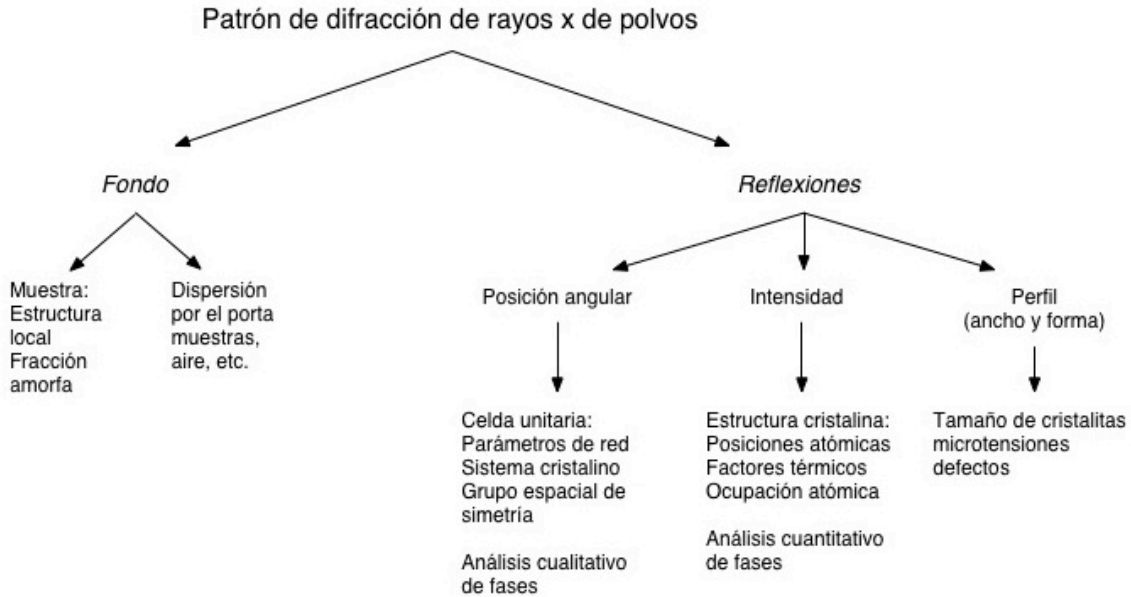 Patrón de difracción de rayos x de polvos
Fondo
Reflexiones
Muestra:
Estructura
local
Fracción
amorfa
Dispersión
por el porta
muestras,
aire, etc.
Posición angular
Intensidad
Perfil
(ancho y forma)
Celda unitaria:
Parámetros de red
Sistema cristalino
Grupo espacial de
simetría
Análisis cualitativo
de fases
Estructura cristalina:
Posiciones atómicas
Factores térmicos
Ocupación atómica
Análisis cuantitativo
de fases
Tamaño de cristalitas
microtensiones
defectos